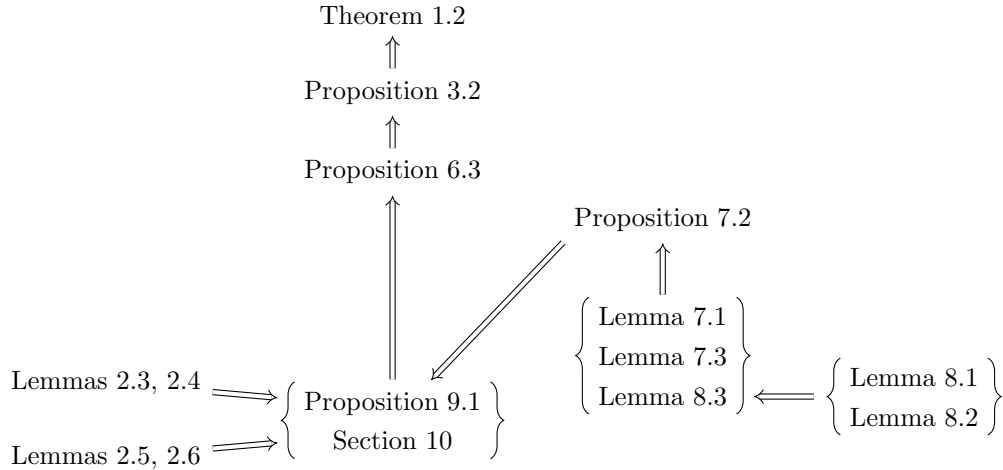 Theorem 1.2
Proposition 3.2
Proposition 6.3
Proposition 7.2
Lemma 7.1
Lemma 7.3
Lemma 8.3
Lemma 8.1
Lemma 8.2
Lemmas 2.3, 2.4
Proposition 9.1
Section 10
Lemmas 2.5, 2.6